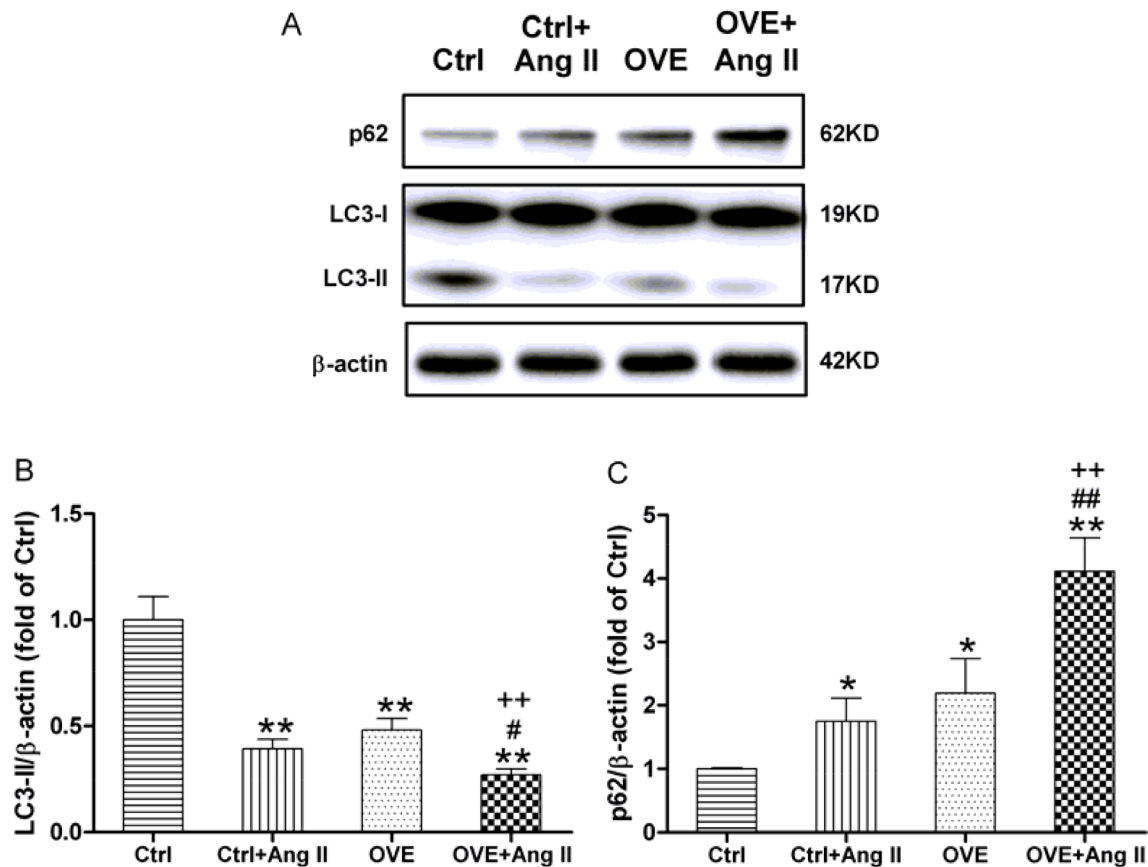 A
Ctrl Ctrl+ Ang II OVE OVE+ Ang II
p62 62KD
LC3-I 19KD
LC3-II 17KD
β-actin 42KD
B
LC3-II/β-actin (fold of Ctrl)
1.5
1.0
0.5
0.0
**
**
++
#
**
Ctrl Ctrl+Ang II OVE OVE+Ang II
C
p62/β-actin (fold of Ctrl)
5
4
3
2
1
0
*
*
++
##
**
Ctrl Ctrl+Ang II OVE OVE+Ang II